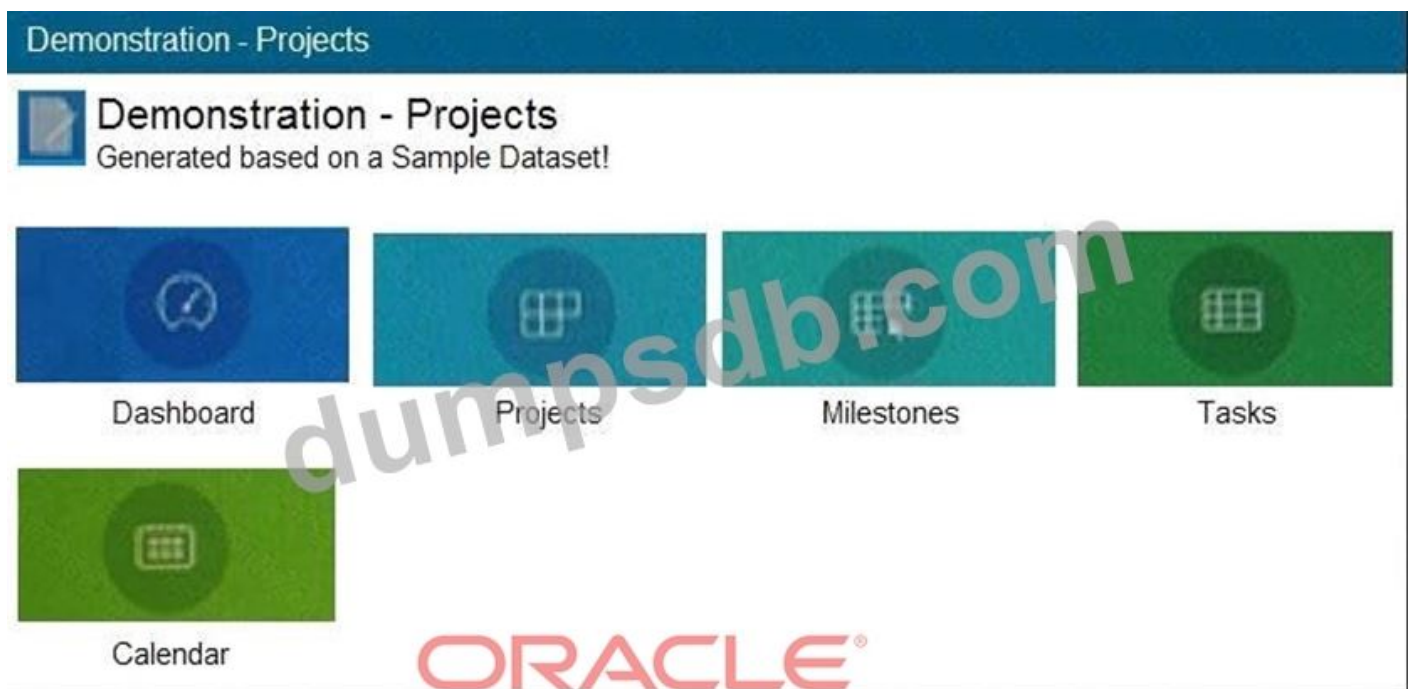 Demonstration - Projects
Demonstration - Projects
Generated based on a Sample Dataset!
Dashboard
Projects
Milestones
Tasks
dumpsdb.com
Calendar
ORACLE®